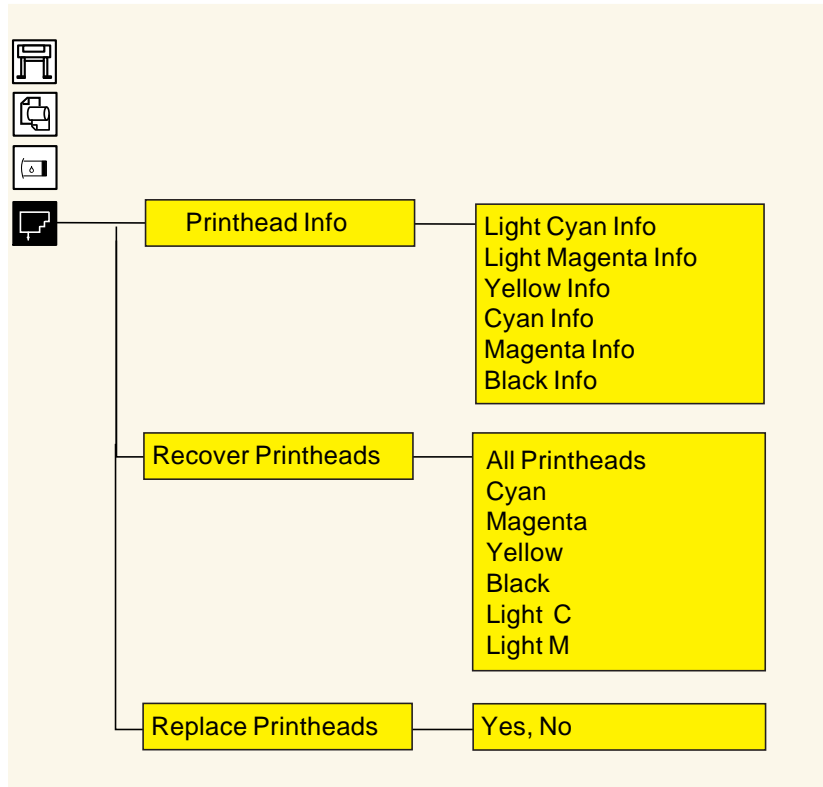 Printhead Info
Light Cyan Info
Light Magenta Info
Yellow Info
Cyan Info
Magenta Info
Black Info
Recover Printheads
All Printheads
Cyan
Magenta
Yellow
Black
Light C
Light M
Replace Printheads
Yes, No